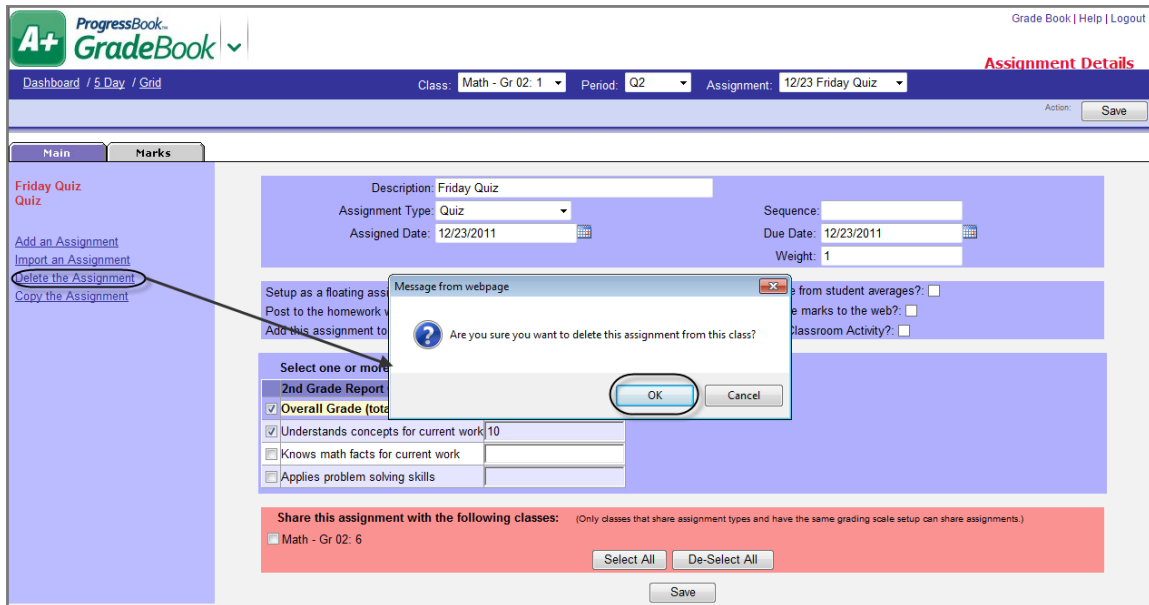 Grade Book | Help | Logout
A+ ProgressBook
GradeBook
Assignment Details
Dashboard / 5 Day / Grid Class: Math - Gr 02: 1 Period: Q2 Assignment: 12/23 Friday Quiz
Action: Save
Main Marks
Friday Quiz
Quiz
Add an Assignment
Import an Assignment
Delete the Assignment
Copy the Assignment
Description: Friday Quiz
Assignment Type: Quiz Sequence:
Assigned Date: 12/23/2011 Due Date: 12/23/2011
Weight: 1
Setup as a floating from student averages?:
Post to the homework marks to the web?:
Add this assignment to Classroom Activity?:
Message from webpage
Are you sure you want to delete this assignment from this class?
OK Cancel
Select one or more
2nd Grade Report
Overall Grade
Understands concepts for current work 10
Knows math facts for current work
Applies problem solving skills
Share this assignment with the following classes: (Only classes that share assignment types and have the same grading scale setup can share assignments.)
Math - Gr 02: 6
Select All De-Select All
Save